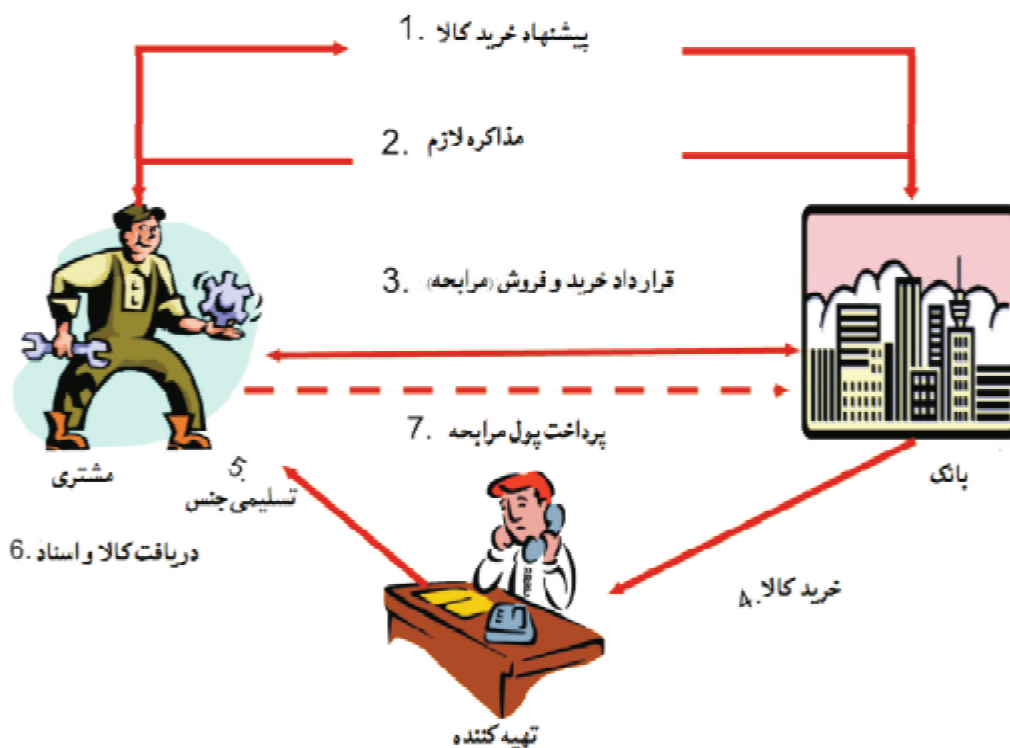 1. پیشنهاد خرید کالا
2. مذاکره لازم
3. قرارداد خرید و فروش (مرابحه)
7. پرداخت پول مرابحه
بانک
مشتری
5. تسلیمی جنس
6. دریافت کالا و اسناد
4. خرید کالا
تهیه کننده